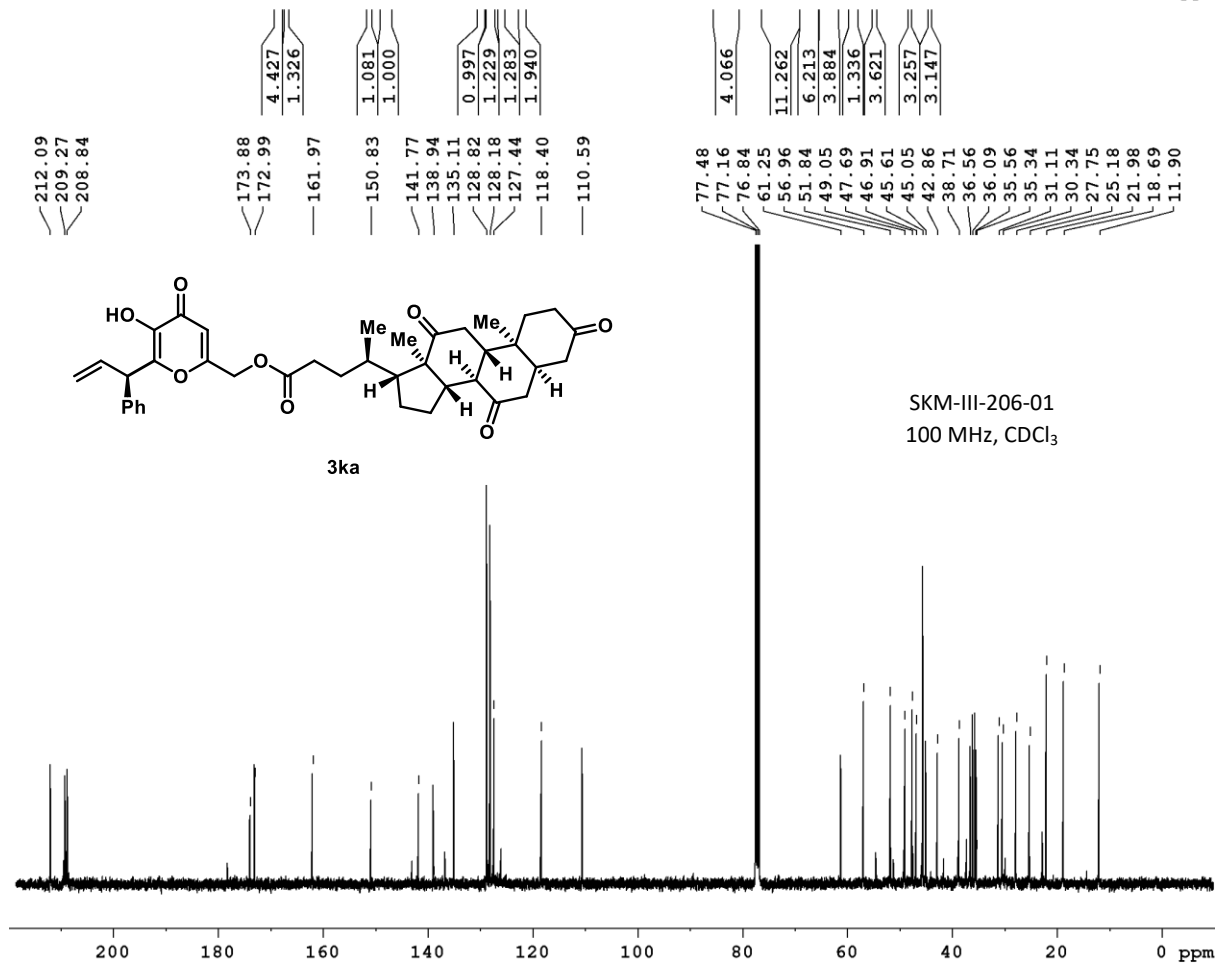 4.427
1.326
1.081
1.000
0.997
1.229
1.283
1.940
4.066
11.262
6.213
3.884
1.336
3.621
3.257
3.147
212.09
209.27
208.84
173.88
172.99
161.97
150.83
141.77
138.94
135.11
128.82
128.18
127.44
118.40
110.59
77.48
77.16
76.84
61.25
56.96
51.84
49.05
47.69
46.91
45.61
45.05
42.86
38.71
36.56
36.09
35.56
35.34
31.11
30.34
27.75
25.18
21.98
18.69
11.90
O
HO
O
Ph
O
O
Me
Me
O
H
H
H
H
Me
O
H
O
3ka
SKM-III-206-01
100 MHz, CDCl₃
200 180 160 140 120 100 80 60 40 20 0 ppm